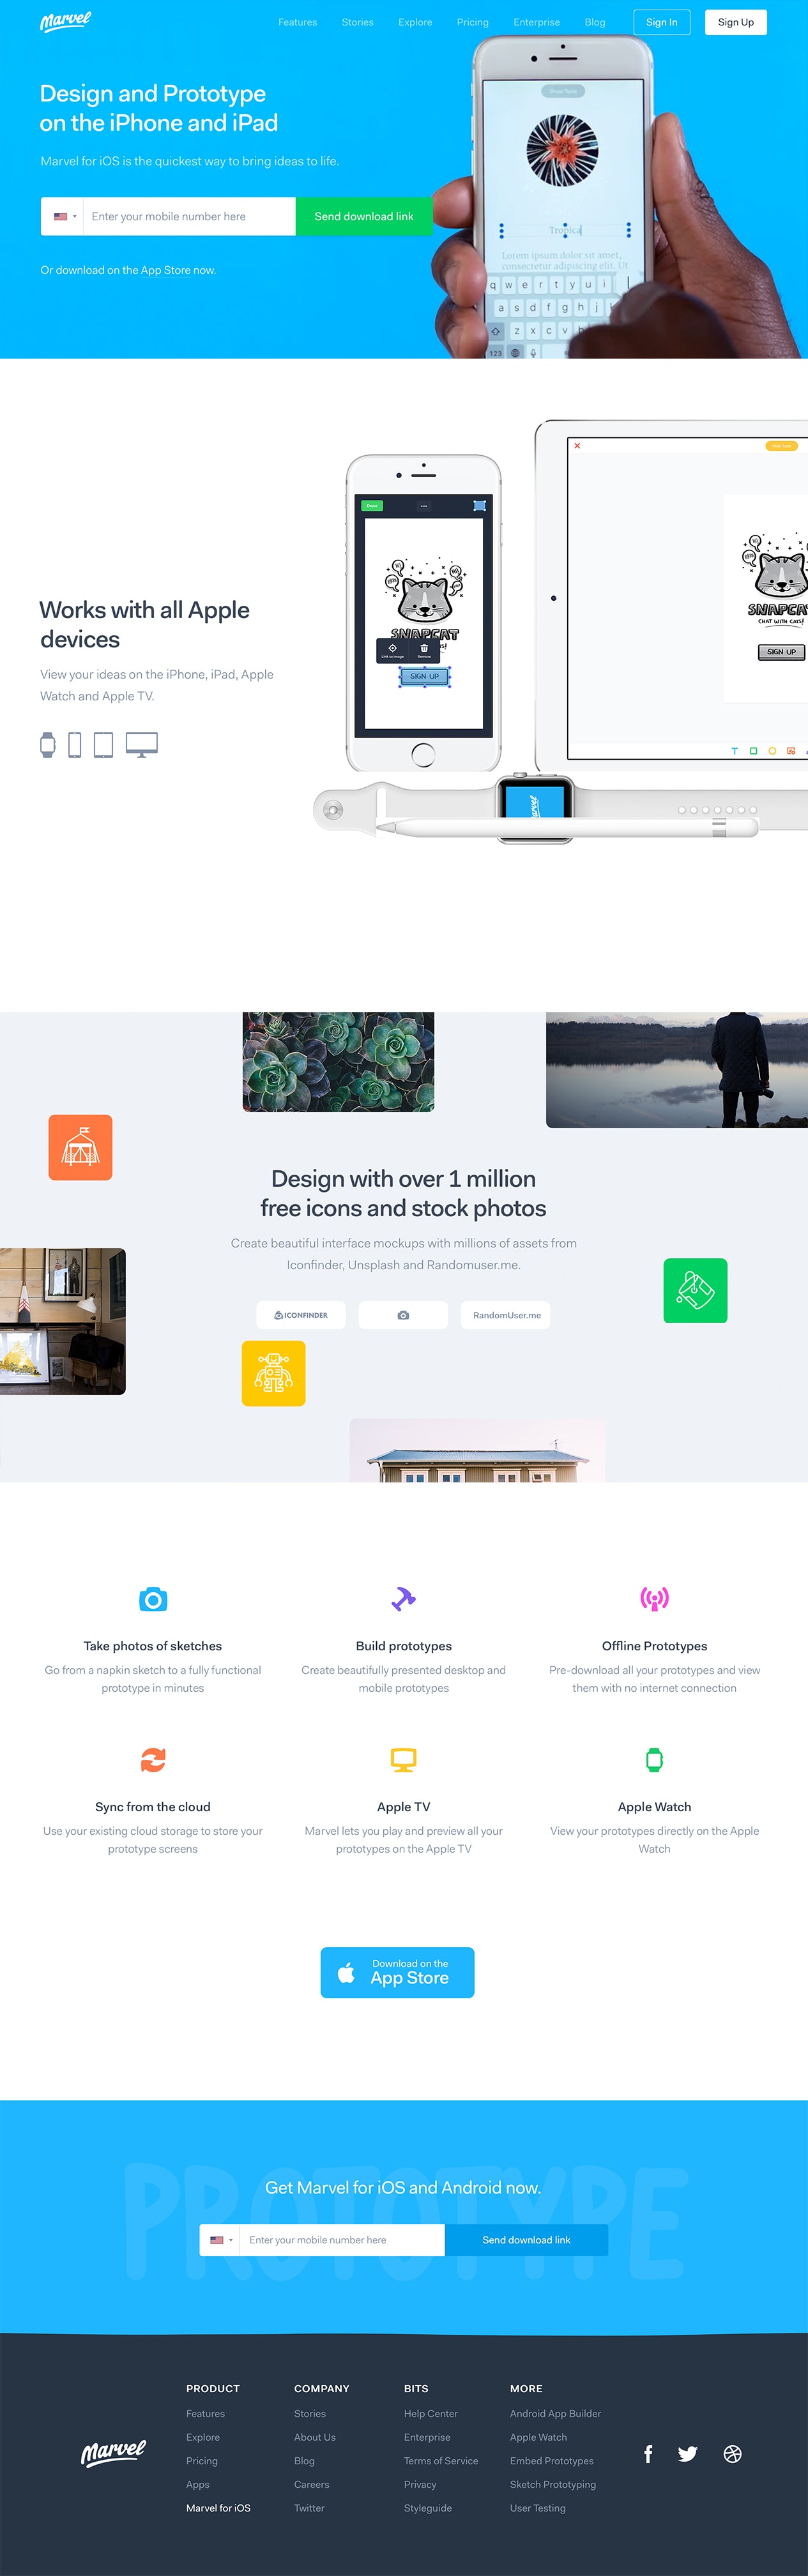 Marvel
Features Stories Explore Pricing Enterprise Blog Sign In Sign Up
Design and Prototype
on the iPhone and iPad
Marvel for iOS is the quickest way to bring ideas to life.
Enter your mobile number here Send download link
Or download on the App Store now.
Tropica
Lorem ipsum dolor sit amet,
consectetur adipiscing elit. Ut
q w e r t y u i
a s d f g h j
z x c v b
123
Done
SNAPCAT
Link to image Remove
SIGN UP
SNAPCAT
CHAT WITH CATS!
SIGN UP
T
Marvel
Works with all Apple
devices
View your ideas on the iPhone, iPad, Apple
Watch and Apple TV.
Design with over 1 million
free icons and stock photos
Create beautiful interface mockups with millions of assets from
Iconfinder, Unsplash and Randomuser.me.
ICONFINDER RandomUser.me
Take photos of sketches
Go from a napkin sketch to a fully functional
prototype in minutes
Build prototypes
Create beautifully presented desktop and
mobile prototypes
Offline Prototypes
Pre-download all your prototypes and view
them with no internet connection
Sync from the cloud
Use your existing cloud storage to store your
prototype screens
Apple TV
Marvel lets you play and preview all your
prototypes on the Apple TV
Apple Watch
View your prototypes directly on the Apple
Watch
Download on the
App Store
PROTOTYPE
Get Marvel for iOS and Android now.
Enter your mobile number here Send download link
Marvel
PRODUCT
Features
Explore
Pricing
Apps
Marvel for iOS
COMPANY
Stories
About Us
Blog
Careers
Twitter
BITS
Help Center
Enterprise
Terms of Service
Privacy
Styleguide
MORE
Android App Builder
Apple Watch
Embed Prototypes
Sketch Prototyping
User Testing